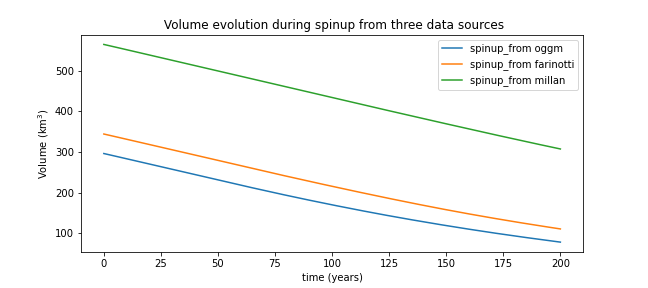 Volume evolution during spinup from three data sources
spinup_from oggm
spinup_from farinotti
spinup_from millan
Volume (km³)
500
400
300
200
100
0 25 50 75 100 125 150 175 200
time (years)